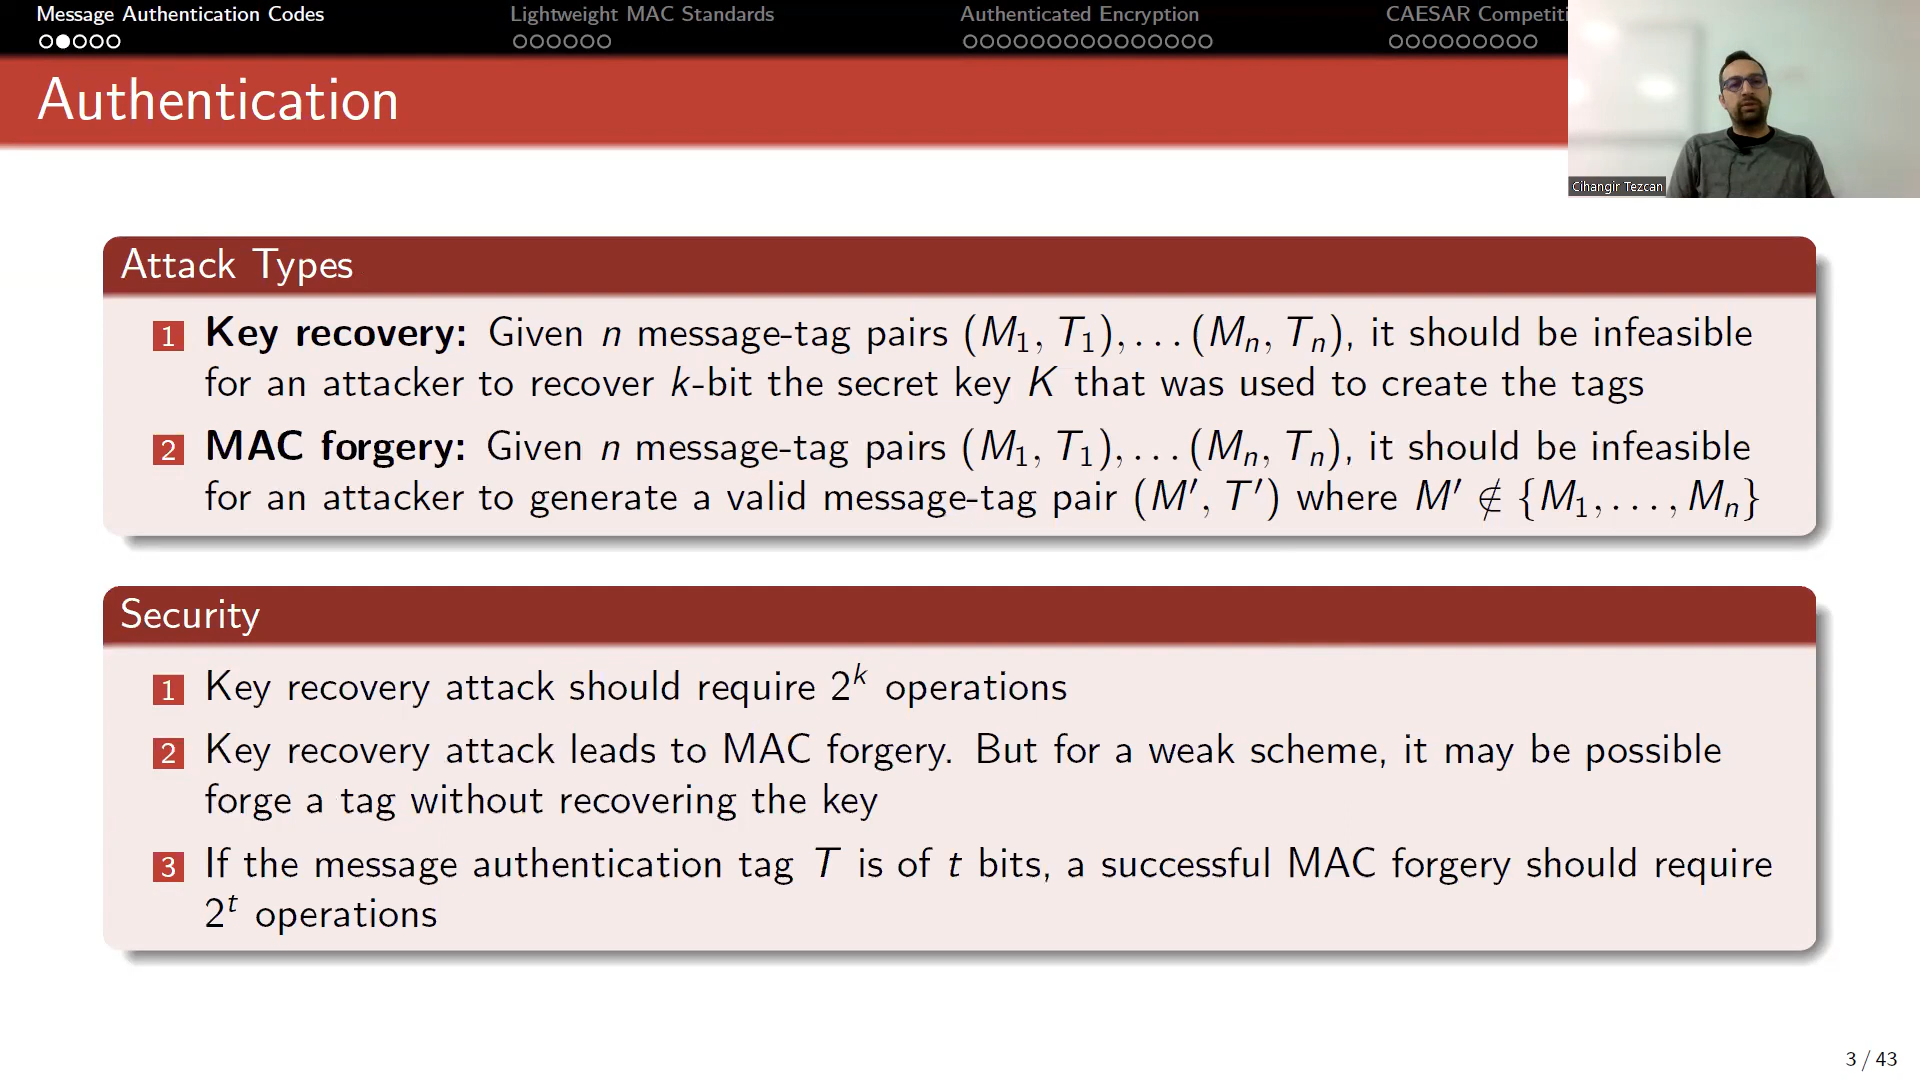 Message Authentication Codes
Lightweight MAC Standards
Authenticated Encryption
CAESAR Competiti
Authentication
Cihangir Tezcan
Attack Types
1 Key recovery: Given n message-tag pairs (M₁, T₁),...(Mₙ, Tₙ), it should be infeasible
for an attacker to recover k-bit the secret key K that was used to create the tags
2 MAC forgery: Given n message-tag pairs (M₁, T₁),...(Mₙ, Tₙ), it should be infeasible
for an attacker to generate a valid message-tag pair (M′, T′) where M′ ∉ {M₁,...,Mₙ}
Security
1 Key recovery attack should require 2ᵏ operations
2 Key recovery attack leads to MAC forgery. But for a weak scheme, it may be possible
forge a tag without recovering the key
3 If the message authentication tag T is of t bits, a successful MAC forgery should require
2ᵗ operations
3 / 43